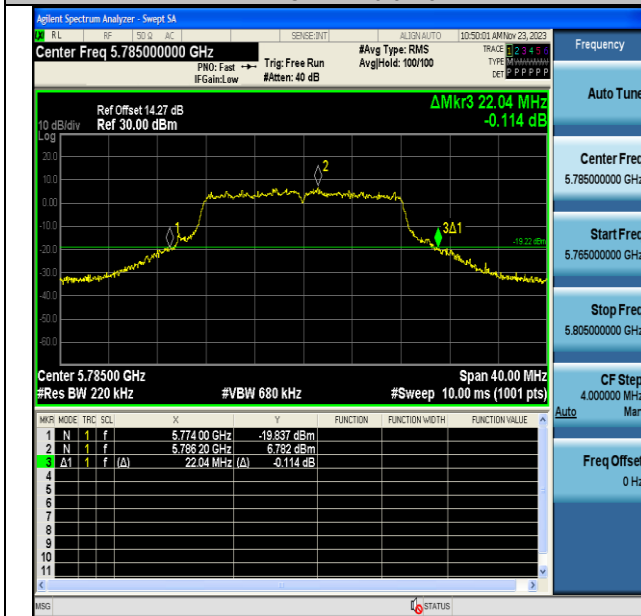 Agilent Spectrum Analyzer - Swept SA
RL RF 50 Ω AC SENSE:INT ALIGN AUTO 10:50:01 AM Nov 23, 2023
Center Freq 5.785000000 GHz
PNO: Fast
IFGain:Low
Trig: Free Run
#Atten: 40 dB
#Avg Type: RMS
Avg|Hold: 100/100
TRACE 1 2 3 4 5 6
TYPE M
DET P P P P P P
Ref Offset 14.27 dB
Ref 30.00 dBm
ΔMkr3 22.04 MHz
-0.114 dB
10 dB/div
Log
20.0
10.0
0.00
-10.0
-20.0
-30.0
-40.0
-50.0
-60.0
1
2
3Δ1
-19.22 dBm
Center 5.78500 GHz
Span 40.00 MHz
#Res BW 220 kHz
#VBW 680 kHz
#Sweep 10.00 ms (1001 pts)
MKR MODE TRC SCL X Y FUNCTION FUNCTION WIDTH FUNCTION VALUE
1 N 1 f 5.774 00 GHz -19.837 dBm
2 N 1 f 5.786 20 GHz 6.782 dBm
3 Δ1 1 f (Δ) 22.04 MHz (Δ) -0.114 dB
4
5
6
7
8
9
10
11
MSG
STATUS
Frequency
Auto Tune
Center Freq
5.785000000 GHz
Start Freq
5.765000000 GHz
Stop Freq
5.805000000 GHz
CF Step
4.000000 MHz
Auto Man
Freq Offset
0 Hz